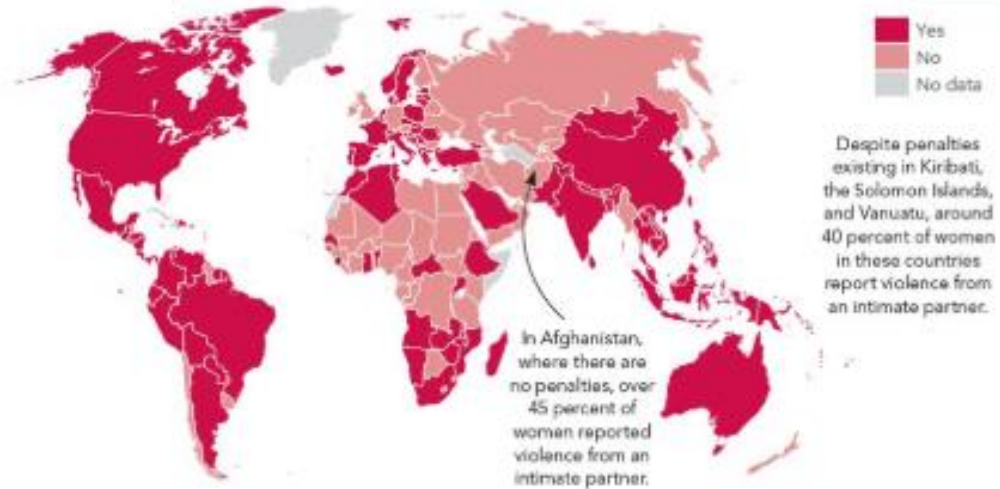 Yes
No
No data
Despite penalties
existing in Kiribati,
the Solomon Islands,
and Vanuatu, around
40 percent of women
in these countries
report violence from
an intimate partner.
In Afghanistan,
where there are
no penalties, over
45 percent of
women reported
violence from an
intimate partner.